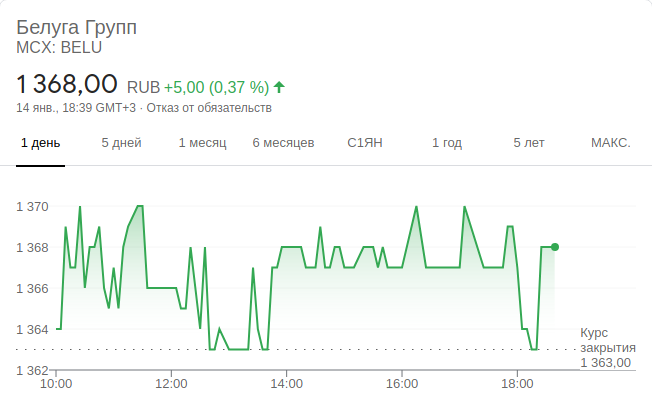 Белуга Групп
MCX: BELU
1 368,00 RUB +5,00 (0,37 %)
14 янв., 18:39 GMT+3 · Отказ от обязательств
1 день 5 дней 1 месяц 6 месяцев С1ЯН 1 год 5 лет МАКС.
1 370
1 368
1 366
1 364
Курс
закрытия
1 363,00
1 362
10:00 12:00 14:00 16:00 18:00